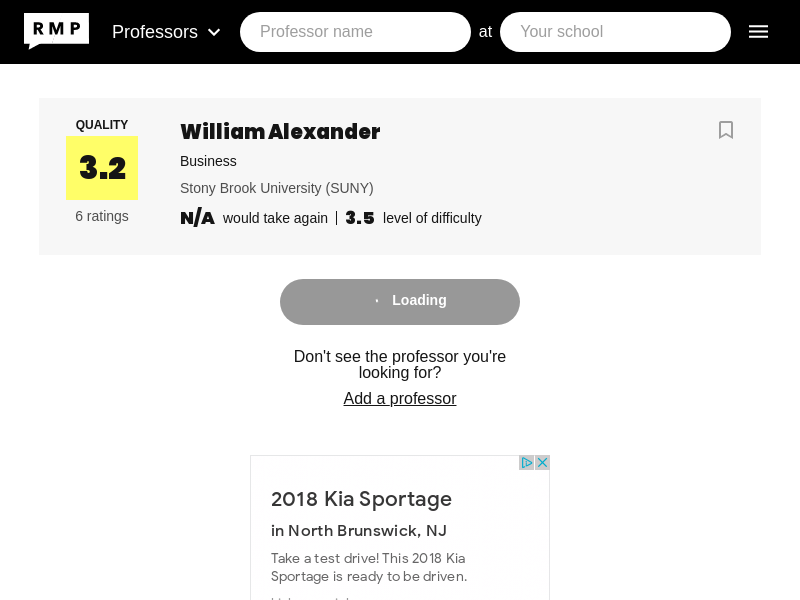 RMP Professors Professor name at Your school
QUALITY
3.2
6 ratings
William Alexander
Business
Stony Brook University (SUNY)
N/A would take again | 3.5 level of difficulty
Loading
Don't see the professor you're
looking for?
Add a professor
2018 Kia Sportage
in North Brunswick, NJ
Take a test drive! This 2018 Kia
Sportage is ready to be driven.